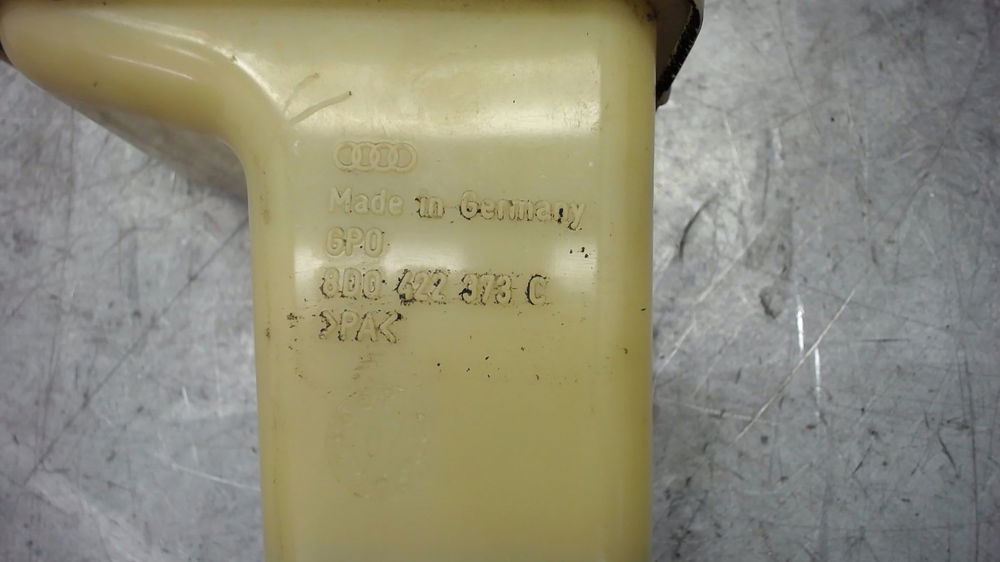 Made in Germany
GPO
8D0 422 373 C
>PA<